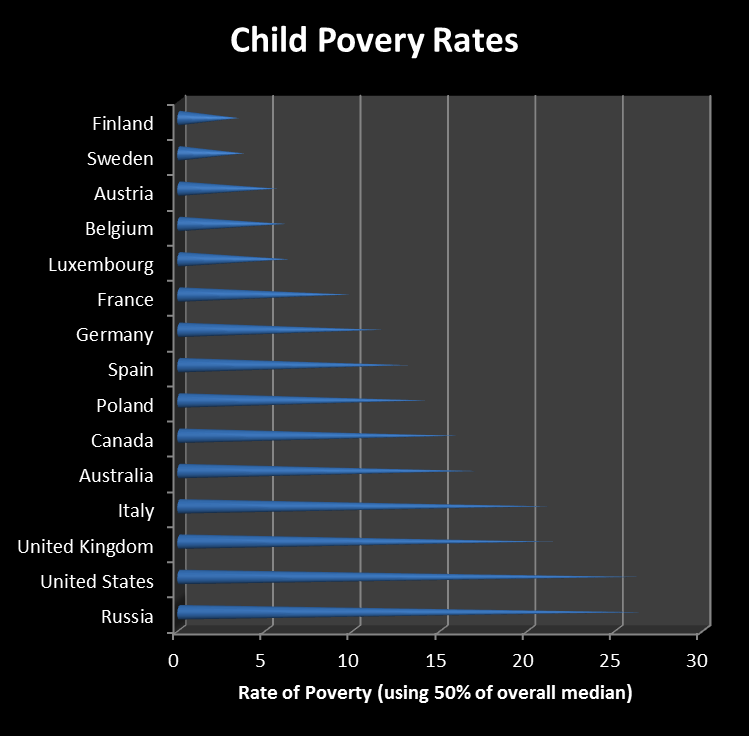 Child Povery Rates
Finland
Sweden
Austria
Belgium
Luxembourg
France
Germany
Spain
Poland
Canada
Australia
Italy
United Kingdom
United States
Russia
0 5 10 15 20 25 30
Rate of Poverty (using 50% of overall median)